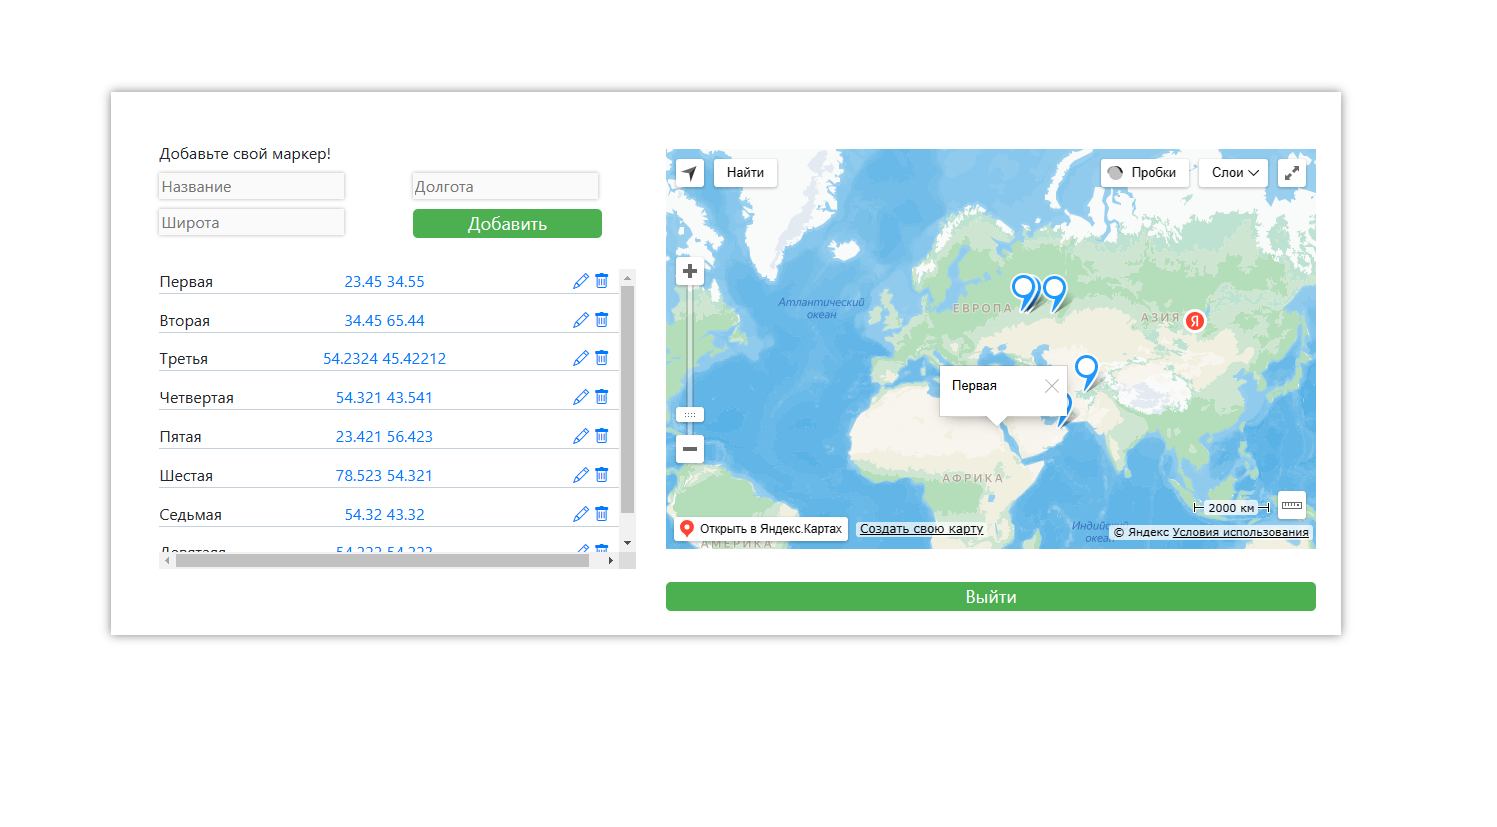 Добавьте свой маркер!
Название
Долгота
Широта
Добавить
Первая 23.45 34.55
Вторая 34.45 65.44
Третья 54.2324 45.42212
Четвертая 54.321 43.541
Пятая 23.421 56.423
Шестая 78.523 54.321
Седьмая 54.32 43.32
Найти
Пробки
Слои
Атлантический
океан
ЕВРОПА
АЗИЯ
Я
Первая
АФРИКА
2000 км
Открыть в Яндекс.Картах
Создать свою карту
Индийский
океан
© Яндекс Условия использования
АМЕРИКА
Выйти